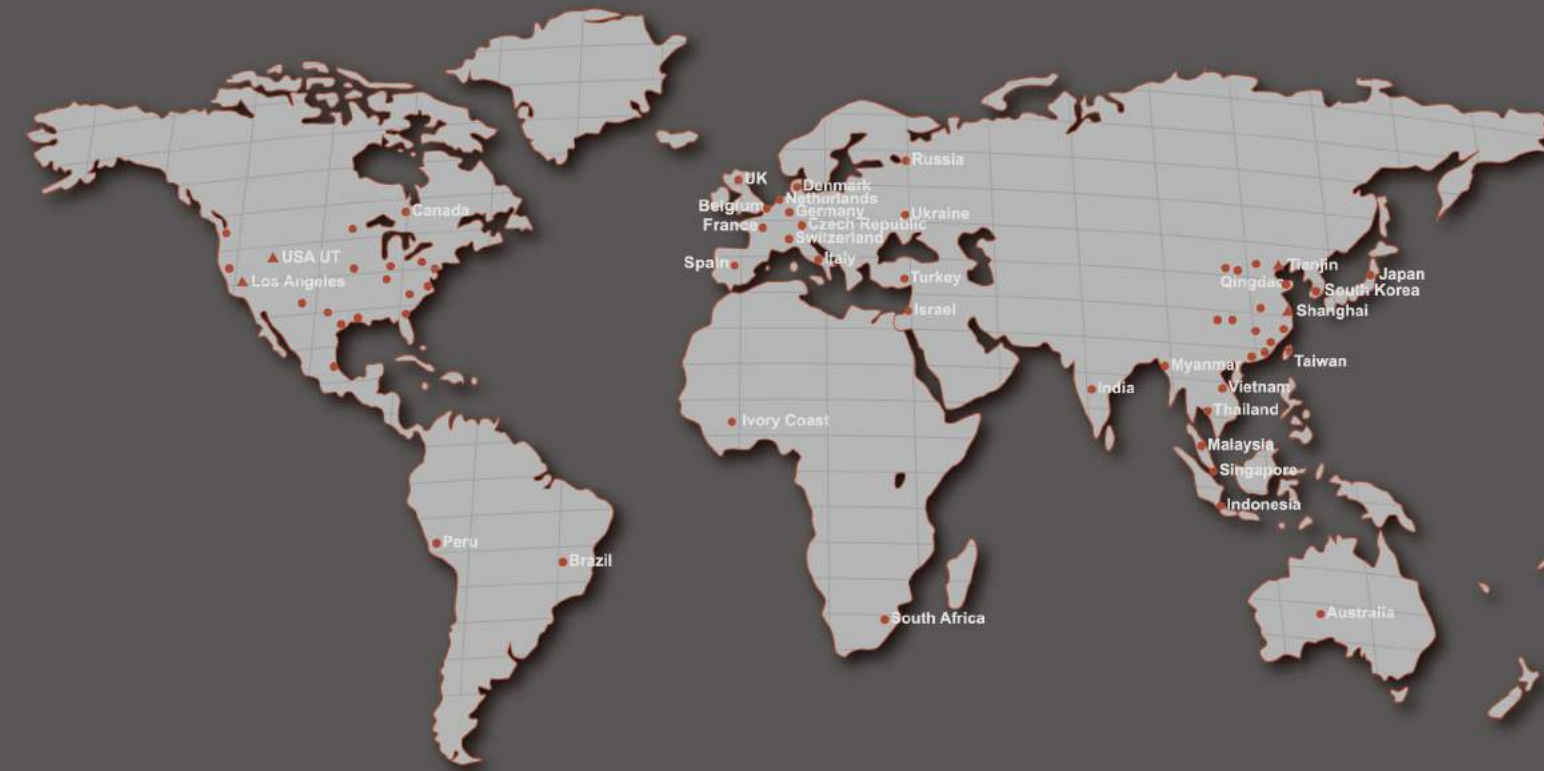 Russia
UK
Denmark
Netherlands
Belgium
Germany
Canada
Ukraine
France
Czech Republic
Switzerland
USA UT
Italy
Spain
Tianjin
Los Angeles
Turkey
Japan
Qingdao
South Korea
Israel
Shanghai
Taiwan
Myanmar
India
Vietnam
Thailand
Ivory Coast
Malaysia
Singapore
Indonesia
Peru
Brazil
Australia
South Africa